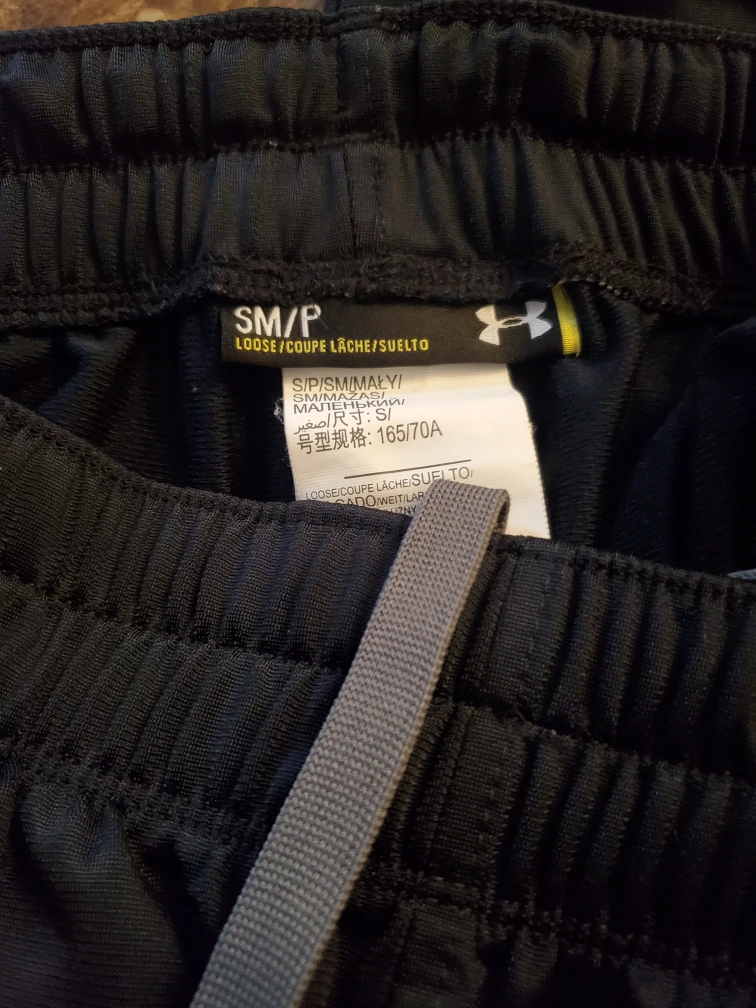 SM/P
LOOSE/COUPE LÂCHE/SUELTO
S/P/SM/MAŁY/
SM/MAŽAS/
МАЛЕНЬКИЙ/
صغير/尺寸: S/
号型规格: 165/70A
LOOSE/COUPE LÂCHE/SUELTO/
/WEIT/